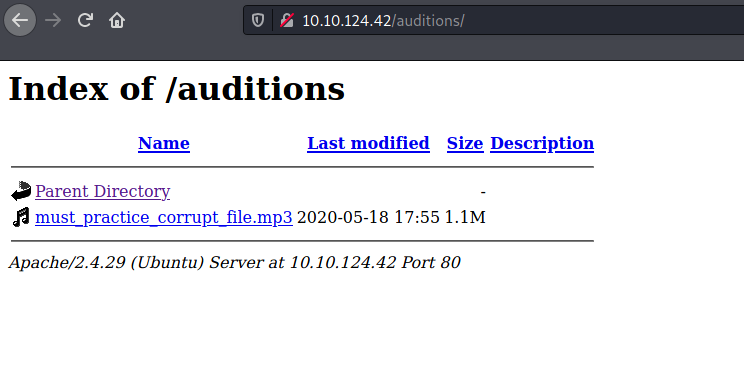 10.10.124.42/auditions/
Index of /auditions
Name Last modified Size Description
Parent Directory -
must_practice_corrupt_file.mp3 2020-05-18 17:55 1.1M
Apache/2.4.29 (Ubuntu) Server at 10.10.124.42 Port 80